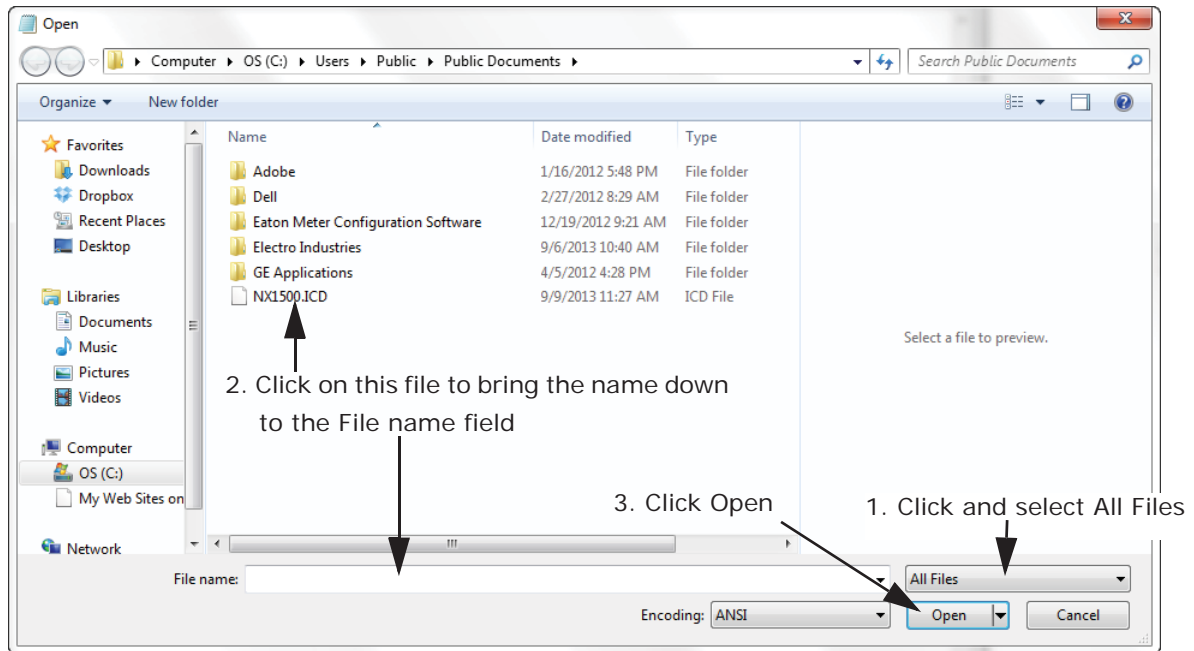 Open
Computer ▸ OS (C:) ▸ Users ▸ Public ▸ Public Documents ▸
Search Public Documents
Organize
New folder
Favorites
Downloads
Dropbox
Recent Places
Desktop
Libraries
Documents
Music
Pictures
Videos
Computer
OS (C:)
My Web Sites on
Network
Name Date modified Type
Adobe 1/16/2012 5:48 PM File folder
Dell 2/27/2012 8:29 AM File folder
Eaton Meter Configuration Software 12/19/2012 9:21 AM File folder
Electro Industries 9/6/2013 10:40 AM File folder
GE Applications 4/5/2012 4:28 PM File folder
NX1500.ICD 9/9/2013 11:27 AM ICD File
Select a file to preview.
2. Click on this file to bring the name down
to the File name field
3. Click Open
1. Click and select All Files
File name:
All Files
Encoding: ANSI
Open
Cancel